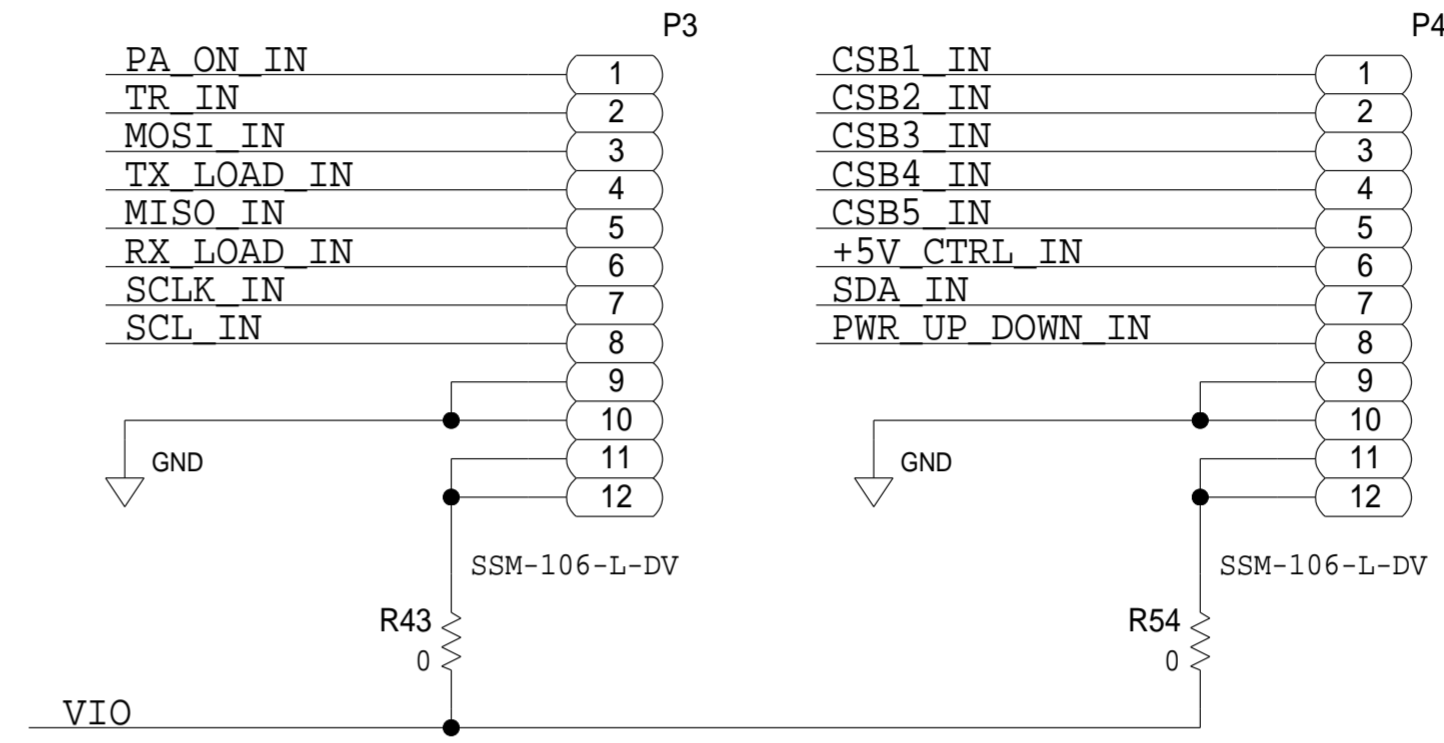 P3
PA_ON_IN 1
TR_IN 2
MOSI_IN 3
TX_LOAD_IN 4
MISO_IN 5
RX_LOAD_IN 6
SCLK_IN 7
SCL_IN 8
9
10
GND 11
12
SSM-106-L-DV
R43
0
P4
CSB1_IN 1
CSB2_IN 2
CSB3_IN 3
CSB4_IN 4
CSB5_IN 5
+5V_CTRL_IN 6
SDA_IN 7
PWR_UP_DOWN_IN 8
9
10
GND 11
12
SSM-106-L-DV
R54
0
VIO